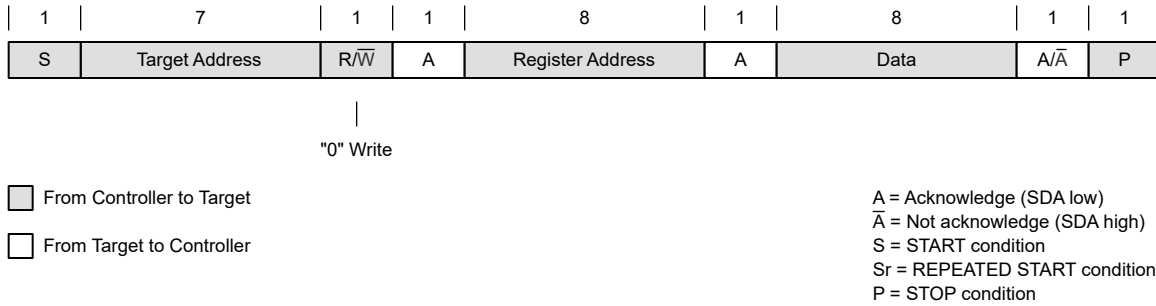 1 7 1 1 8 1 8 1 1
S Target Address R/W̅ A Register Address A Data A/A̅ P
"0" Write
From Controller to Target
From Target to Controller
A = Acknowledge (SDA low)
A̅ = Not acknowledge (SDA high)
S = START condition
Sr = REPEATED START condition
P = STOP condition